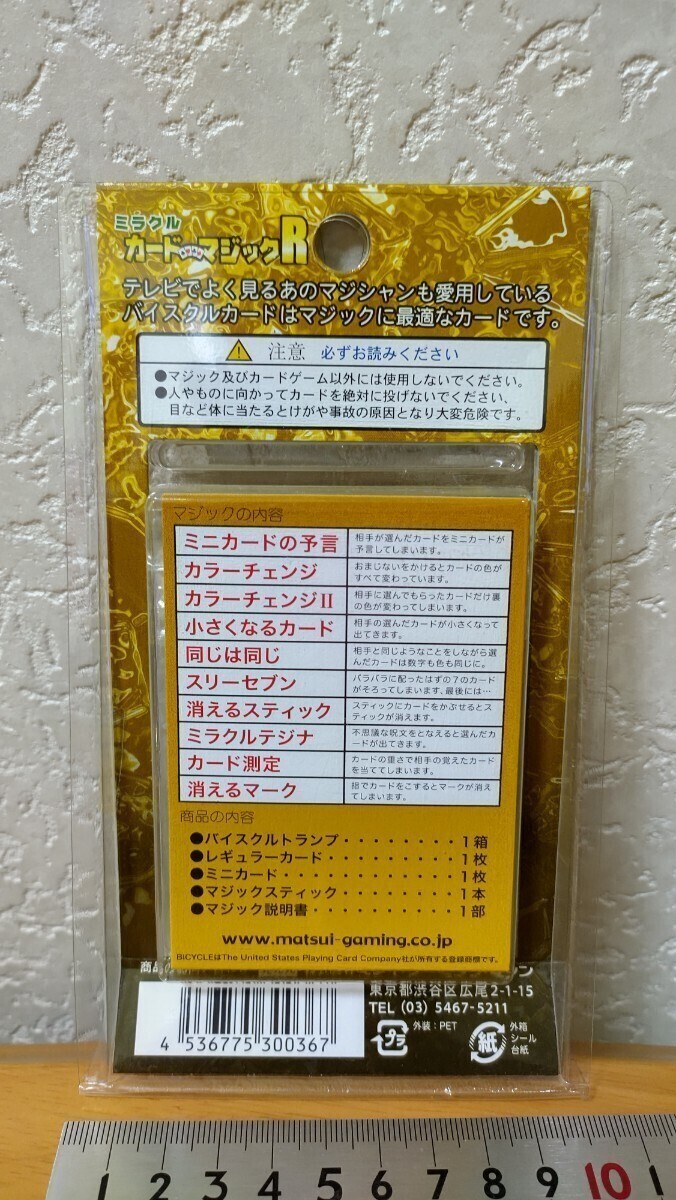 ミラクル
カードマジックR
テレビでよく見るあのマジシャンも愛用している
バイスクルカードはマジックに最適なカードです。
注意 必ずお読みください
●マジック及びカードゲーム以外には使用しないでください。
●人やものに向かってカードを絶対に投げないでください、
目など体に当たるとけがや事故の原因となり大変危険です。
マジックの内容
ミニカードの予言 相手が選んだカードをミニカードが
予言してしまいます。
カラーチェンジ おまじないをかけるとカードの色が
すべて変わっています。
カラーチェンジII 相手に選んでもらったカードだけ裏
の色が変わってしまいます。
小さくなるカード 相手の選んだカードが小さくなって
出てきます。
同じは同じ 相手と同じようなことをしながら選
んだカードは数字も色も同じに。
スリーセブン バラバラに配ったはずの7のカード
がそろってしまいます、最後には…
消えるスティック スティックにカードをかぶせるとス
ティックが消えます。
ミラクルテジナ 不思議な呪文をとなえると選んだカ
ードが出てきます。
カード測定 カードの重さで相手の覚えたカード
を当ててしまいます。
消えるマーク 指でカードをこするとマークが消え
てしまいます。
商品の内容
●バイスクルトランプ・・・・・・・・・1箱
●レギュラーカード・・・・・・・・・・1枚
●ミニカード・・・・・・・・・・・・・1枚
●マジックスティック・・・・・・・・・1本
●マジック説明書・・・・・・・・・・・1部
www.matsui-gaming.co.jp
BICYCLEはThe United States Playing Card Company社が所有する登録商標です。
商品
東京都渋谷区広尾2-1-15
TEL (03) 5467-5211
プラ 外装:PET 紙 外箱
シール
台紙
4 536775 300367
1 2 3 4 5 6 7 8 9 10 1